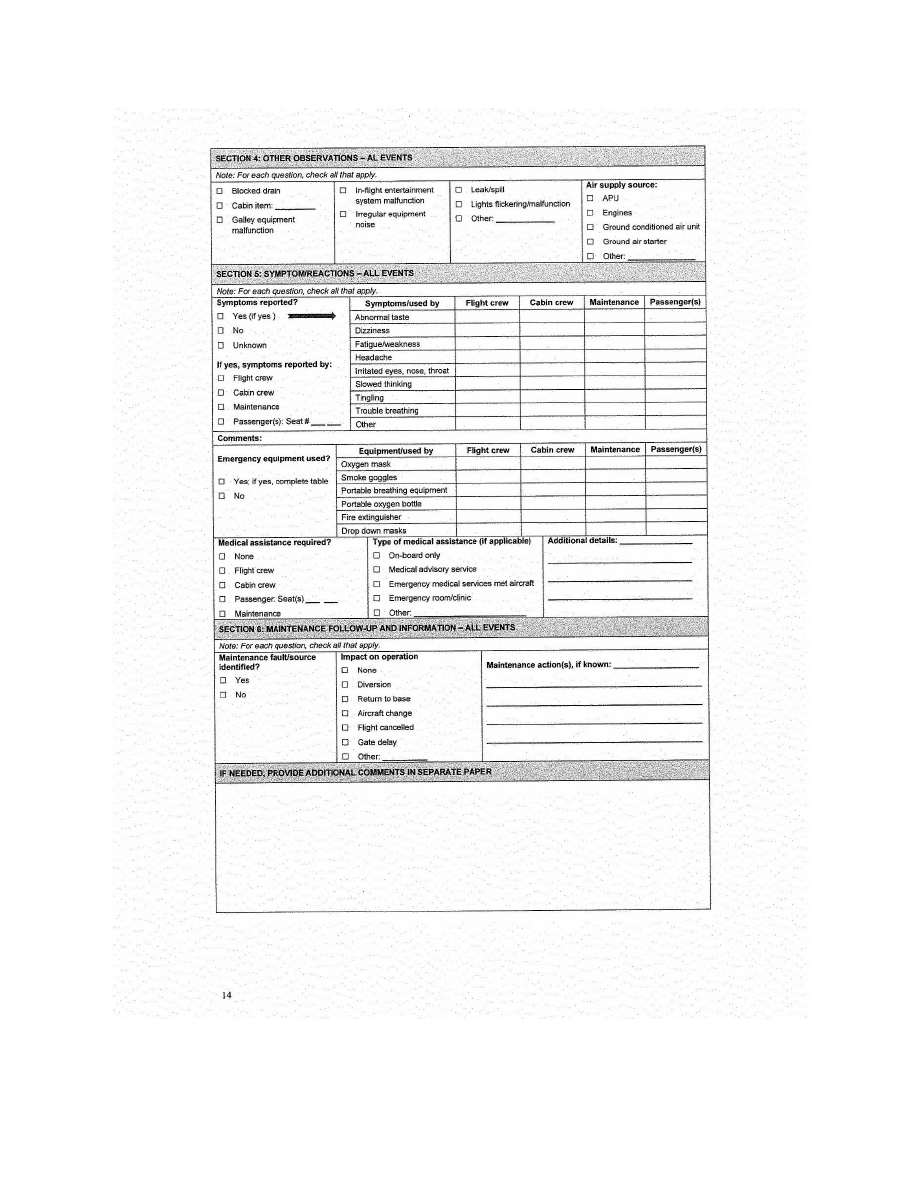 SECTION 4: OTHER OBSERVATIONS – AL EVENTS
Note: For each question, check all that apply.
☐ Blocked drain
☐ Cabin item: ________
☐ Galley equipment
malfunction
☐ In-flight entertainment
system malfunction
☐ Irregular equipment
noise
☐ Leak/spill
☐ Lights flickering/malfunction
☐ Other: ____________
Air supply source:
☐ APU
☐ Engines
☐ Ground conditioned air unit
☐ Ground air starter
☐ Other: ______________
SECTION 5: SYMPTOM/REACTIONS – ALL EVENTS
Note: For each question, check all that apply.
Symptoms reported?
☐ Yes (if yes )
☐ No
☐ Unknown
If yes, symptoms reported by:
☐ Flight crew
☐ Cabin crew
☐ Maintenance
☐ Passenger(s): Seat # ___ ___
Symptoms/used by Flight crew Cabin crew Maintenance Passenger(s)
Abnormal taste
Dizziness
Fatigue/weakness
Headache
Irritated eyes, nose, throat
Slowed thinking
Tingling
Trouble breathing
Other
Comments:
Emergency equipment used?
☐ Yes; if yes, complete table
☐ No
Equipment/used by Flight crew Cabin crew Maintenance Passenger(s)
Oxygen mask
Smoke goggles
Portable breathing equipment
Portable oxygen bottle
Fire extinguisher
Drop down masks
Medical assistance required?
☐ None
☐ Flight crew
☐ Cabin crew
☐ Passenger: Seat(s) ___ ___
☐ Maintenance
Type of medical assistance (if applicable)
☐ On-board only
☐ Medical advisory service
☐ Emergency medical services met aircraft
☐ Emergency room/clinic
☐ Other: ______________________
Additional details: ______________
SECTION 6: MAINTENANCE FOLLOW-UP AND INFORMATION – ALL EVENTS
Note: For each question, check all that apply.
Maintenance fault/source
identified?
☐ Yes
☐ No
Impact on operation
☐ None
☐ Diversion
☐ Return to base
☐ Aircraft change
☐ Flight cancelled
☐ Gate delay
☐ Other: _________
Maintenance action(s), if known: _________________
IF NEEDED, PROVIDE ADDITIONAL COMMENTS IN SEPARATE PAPER
14